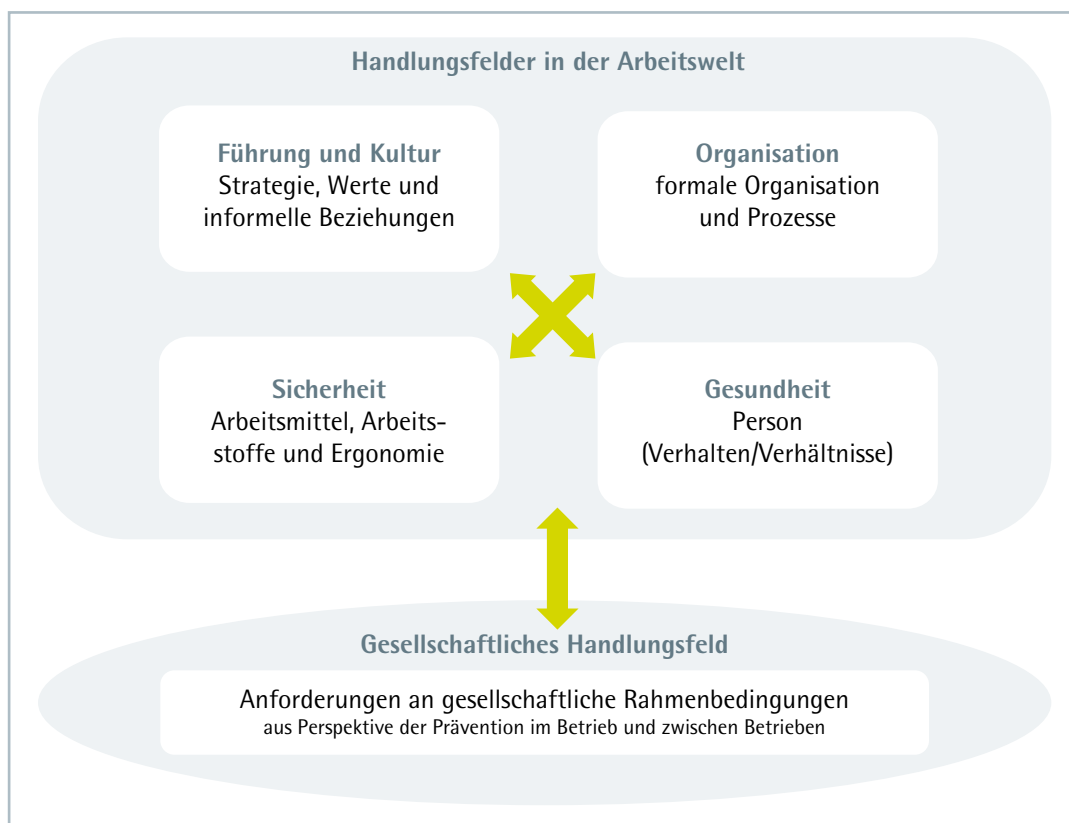 Handlungsfelder in der Arbeitswelt
Führung und Kultur
Strategie, Werte und
informelle Beziehungen
Organisation
formale Organisation
und Prozesse
Sicherheit
Arbeitsmittel, Arbeits-
stoffe und Ergonomie
Gesundheit
Person
(Verhalten/Verhältnisse)
Gesellschaftliches Handlungsfeld
Anforderungen an gesellschaftliche Rahmenbedingungen
aus Perspektive der Prävention im Betrieb und zwischen Betrieben